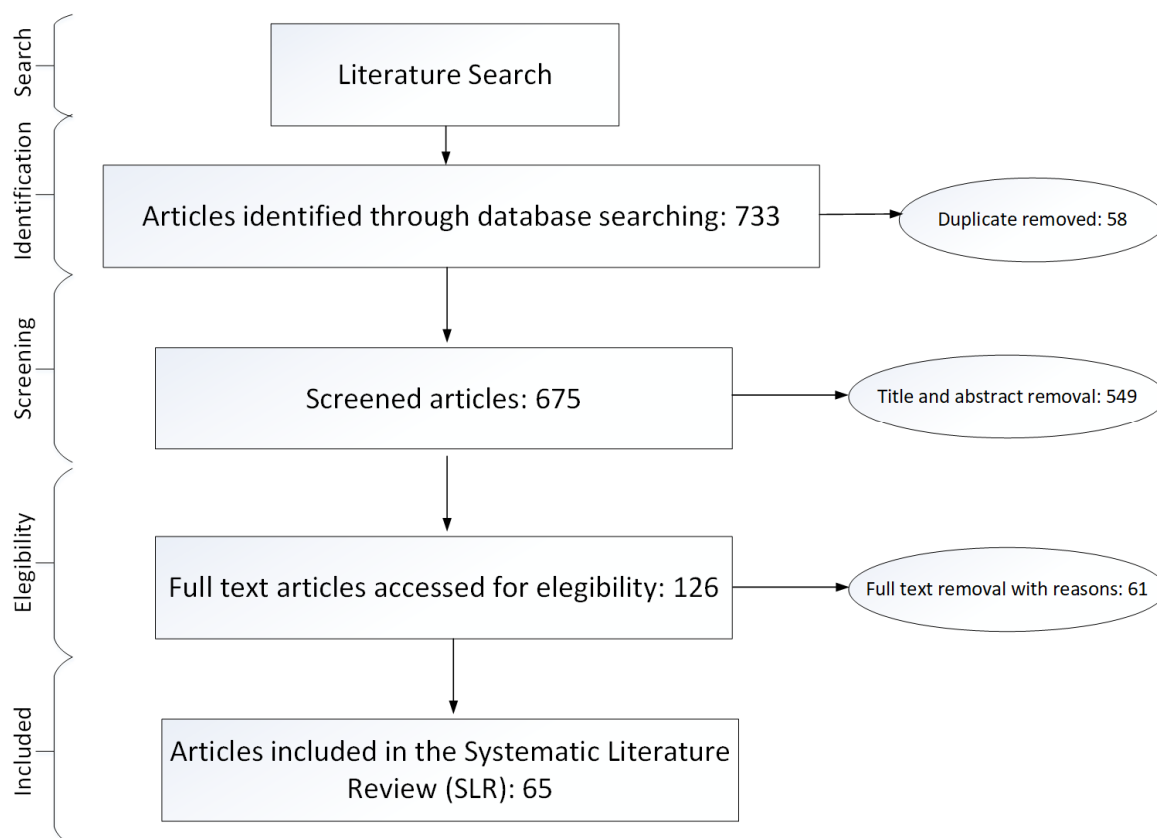 Search
Literature Search
Identification
Articles identified through database searching: 733
Duplicate removed: 58
Screening
Screened articles: 675
Title and abstract removal: 549
Elegibility
Full text articles accessed for elegibility: 126
Full text removal with reasons: 61
Included
Articles included in the Systematic Literature
Review (SLR): 65